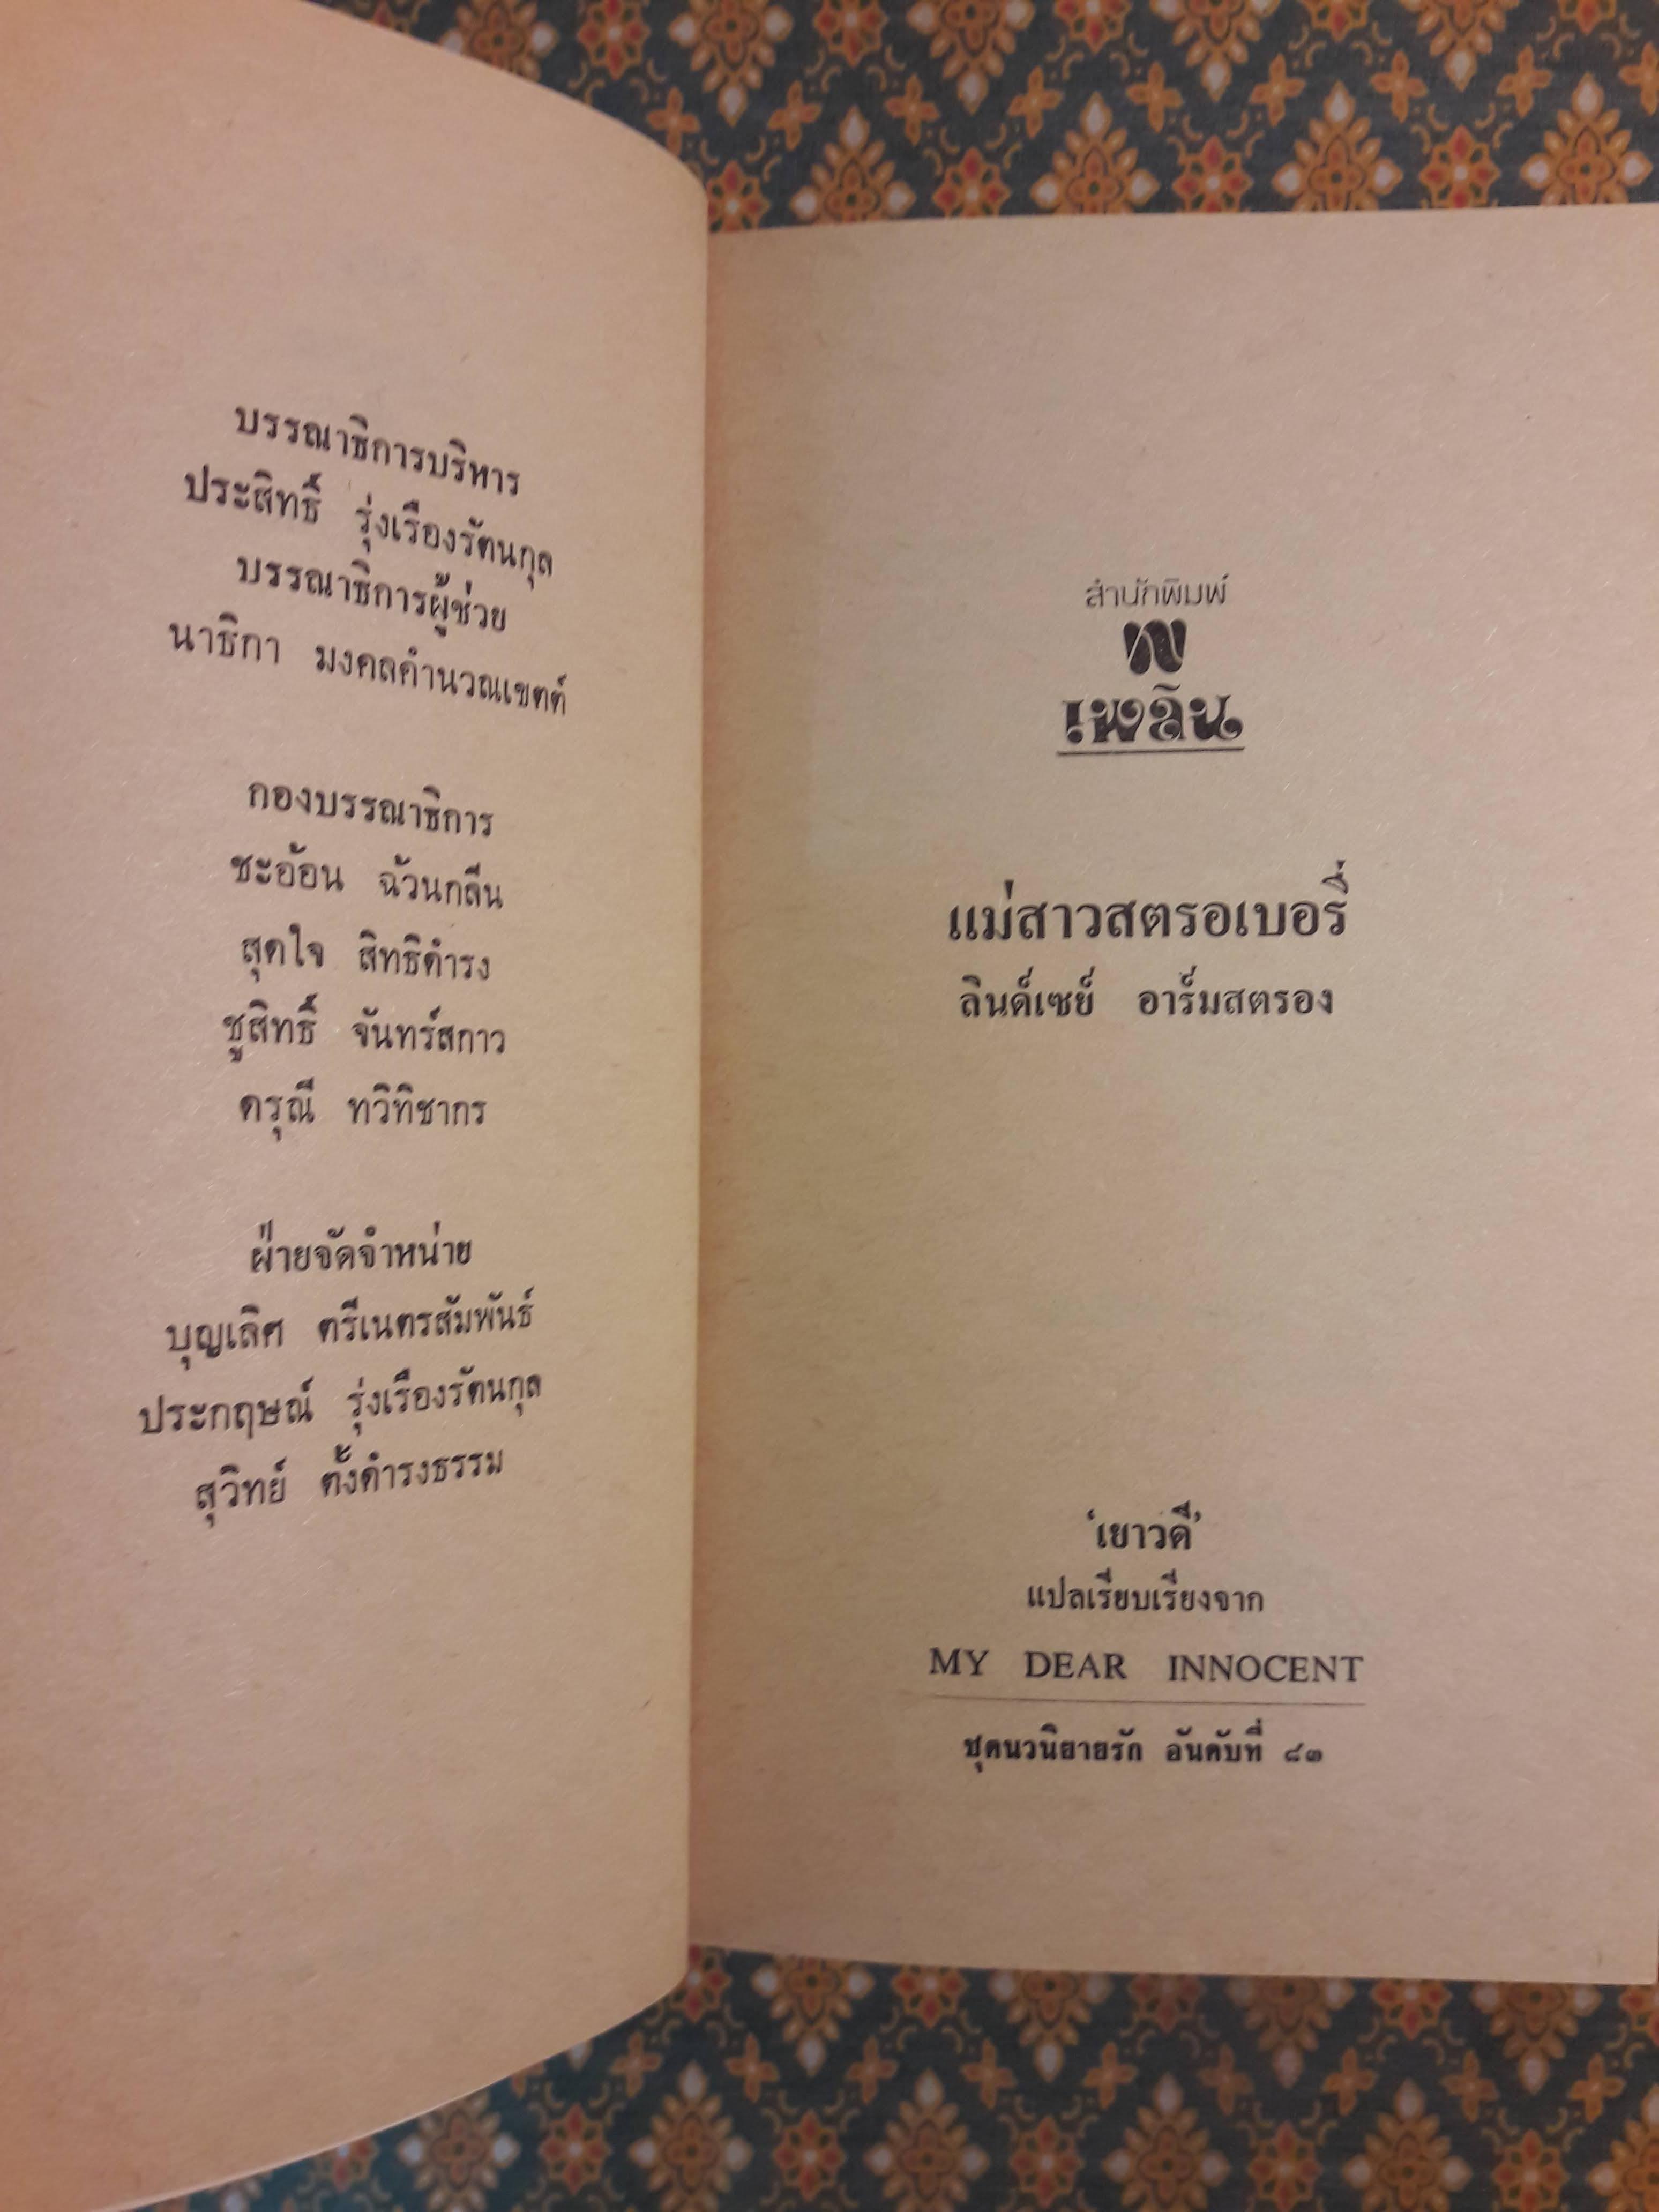 บรรณาธิการบริหาร
ประสิทธิ์ รุ่งเรืองรัตนกุล
บรรณาธิการผู้ช่วย
นาธิกา มงคลคำนวณเขตต์
กองบรรณาธิการ
ชะอ้อน ฉ้วนกลีน
สุดใจ สิทธิดำรง
ชูสิทธิ์ จันทร์สกาว
ดรุณี ทวิทิชากร
ฝ่ายจัดจำหน่าย
บุญเลิศ ตรีเนตรสัมพันธ์
ประกฤษณ์ รุ่งเรืองรัตนกุล
สุวิทย์ ตั้งดำรงธรรม
สำนักพิมพ์
พ
เพลิน
แม่สาวสตรอเบอรี่
ลินด์เซย์ อาร์มสตรอง
'เยาวดี'
แปลเรียบเรียงจาก
MY DEAR INNOCENT
ชุดนวนิยายรัก อันดับที่ ๘๓